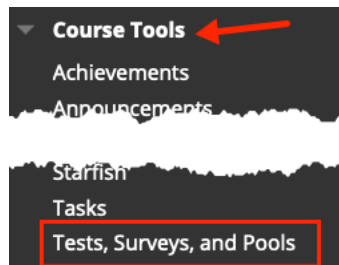 Course Tools
Achievements
Announcements
Starfish
Tasks
Tests, Surveys, and Pools